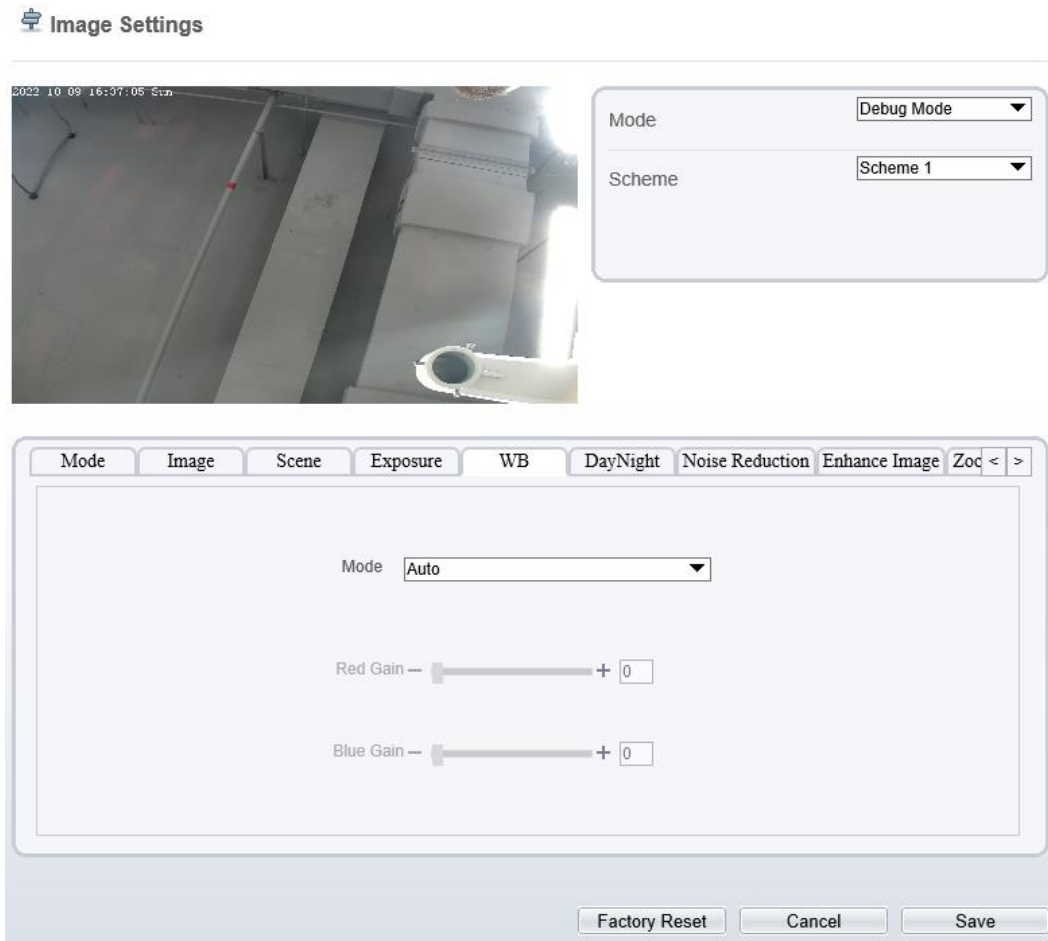 Image Settings
2022 10 09 16:37:05 Sun
Mode
Debug Mode
Scheme
Scheme 1
Mode Image Scene Exposure WB DayNight Noise Reduction Enhance Image < >
Mode Auto
Red Gain − + 0
Blue Gain − + 0
Factory Reset Cancel Save